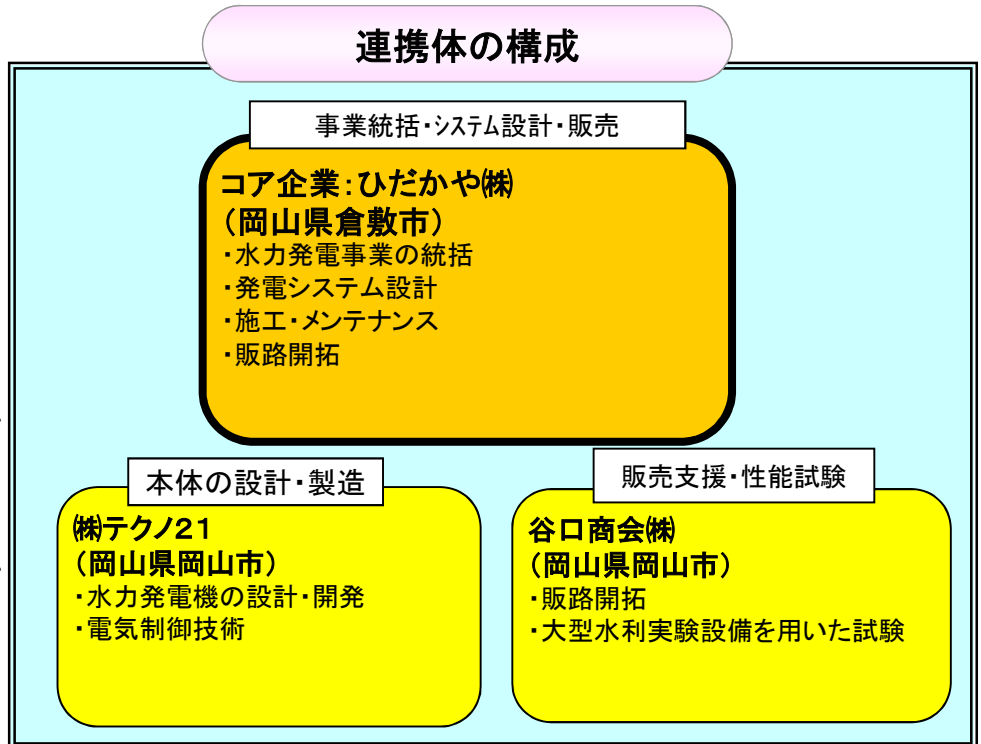 連携体の構成
事業統括・ｼｽﾃﾑ設計・販売
コア企業：ひだかや㈱
（岡山県倉敷市）
・水力発電事業の統括
・発電システム設計
・施工・メンテナンス
・販路開拓
本体の設計・製造
㈱テクノ２１
（岡山県岡山市）
・水力発電機の設計・開発
・電気制御技術
販売支援・性能試験
谷口商会㈱
（岡山県岡山市）
・販路開拓
・大型水利実験設備を用いた試験